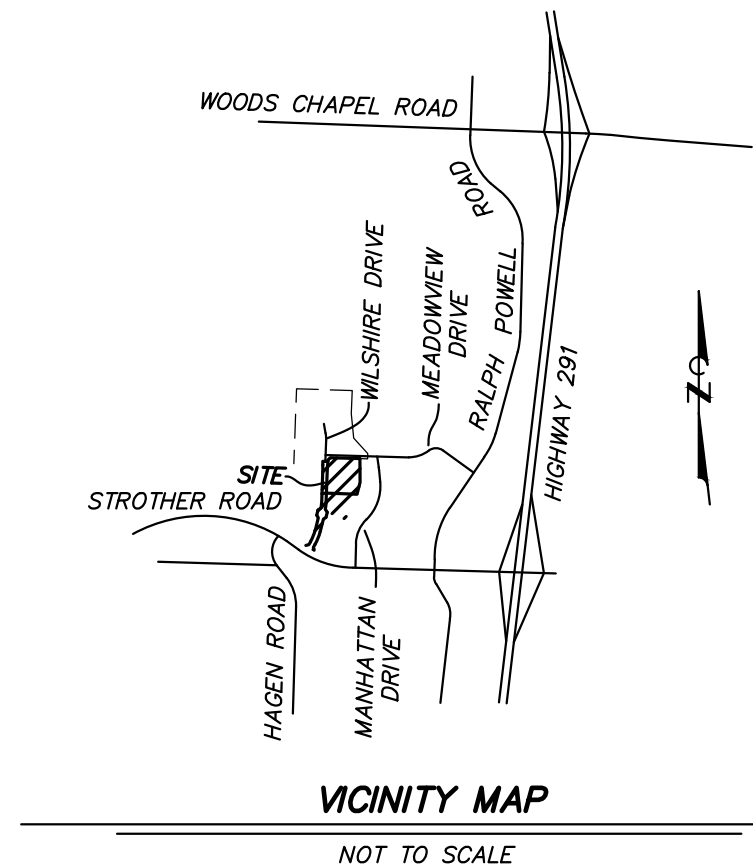 WOODS CHAPEL ROAD
ROAD
WILSHIRE DRIVE
MEADOWVIEW
DRIVE
RALPH POWELL
HIGHWAY 291
N
SITE
STROTHER ROAD
HAGEN ROAD
MANHATTAN
DRIVE
VICINITY MAP
NOT TO SCALE